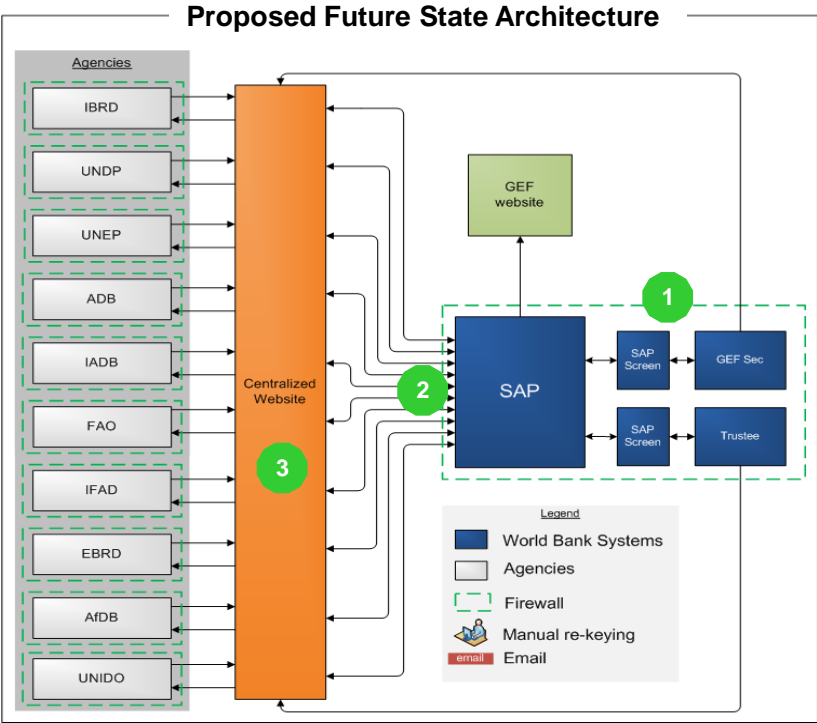 Proposed Future State Architecture
Agencies
IBRD
UNDP
UNEP
ADB
IADB
FAO
IFAD
EBRD
AfDB
UNIDO
Centralized
Website
3
GEF
website
1
2
SAP
SAP
Screen
GEF Sec
SAP
Screen
Trustee
Legend
World Bank Systems
Agencies
Firewall
Manual re-keying
email
Email